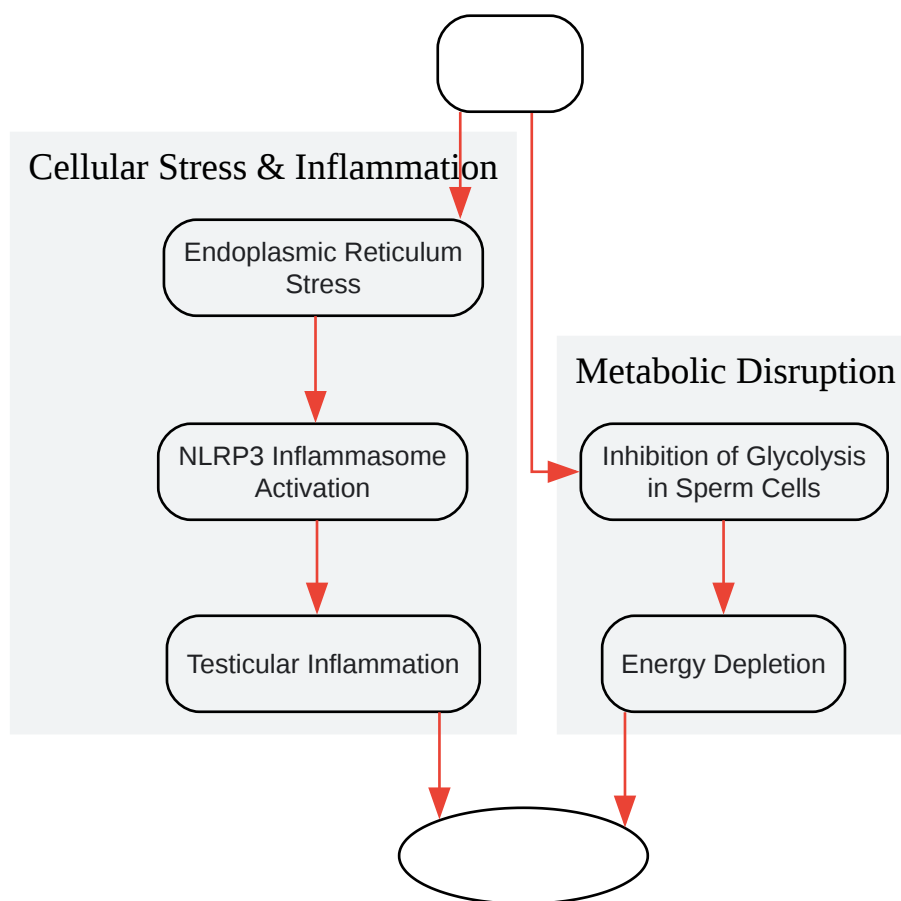 Cellular Stress & Inflammation
Endoplasmic Reticulum
Stress
NLRP3 Inflammasome
Activation
Testicular Inflammation
Metabolic Disruption
Inhibition of Glycolysis
in Sperm Cells
Energy Depletion